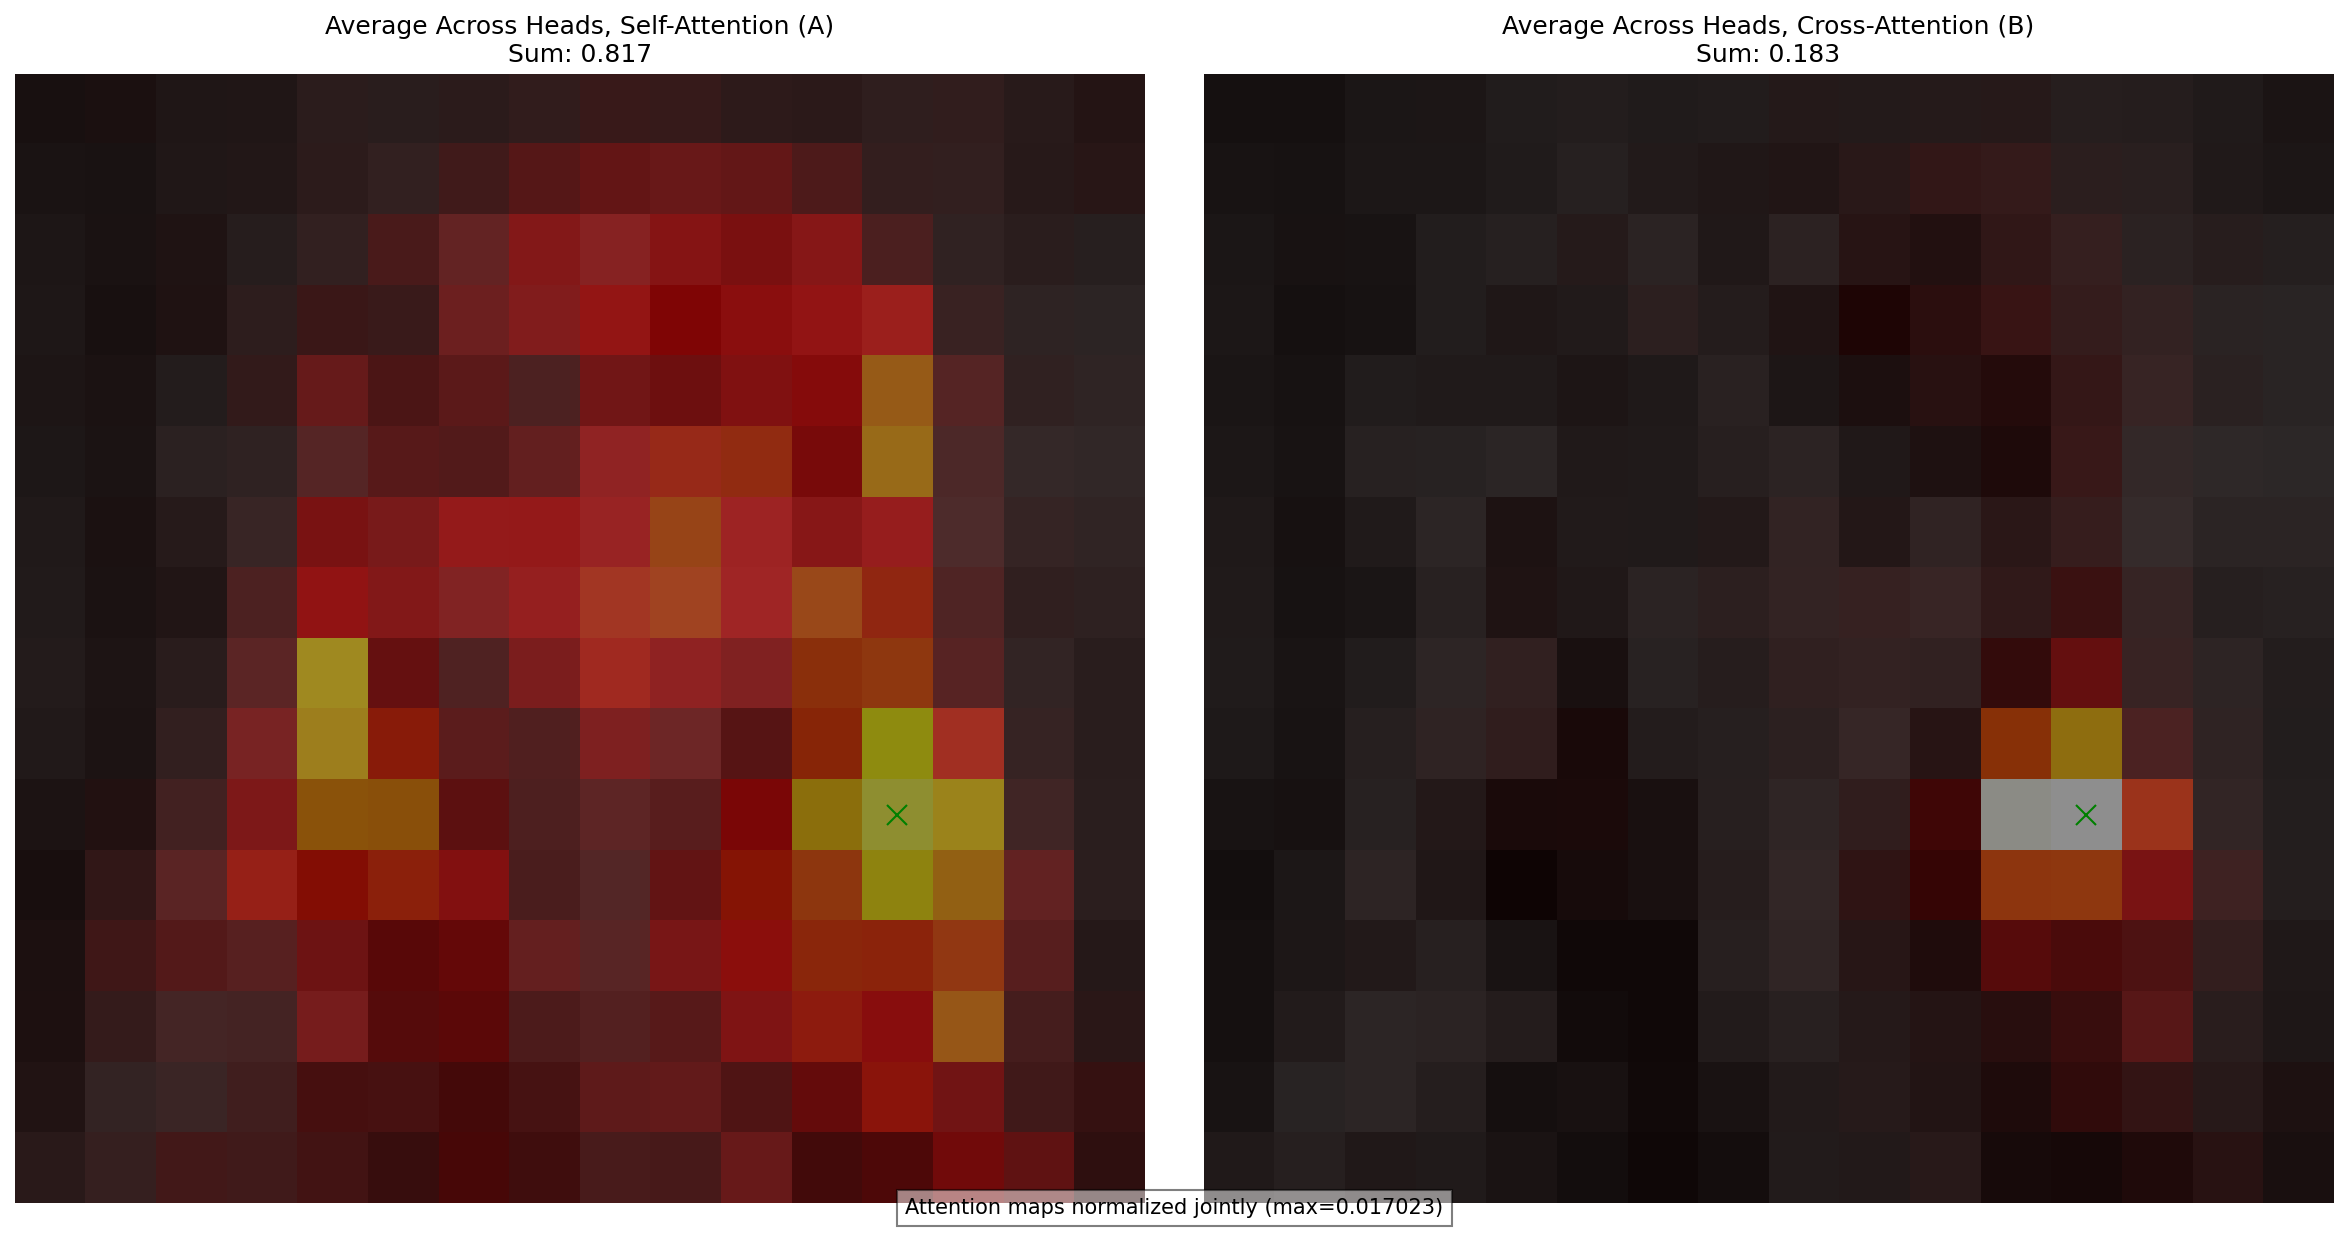 Average Across Heads, Self-Attention (A)
Sum: 0.817
Average Across Heads, Cross-Attention (B)
Sum: 0.183
Attention maps normalized jointly (max=0.017023)